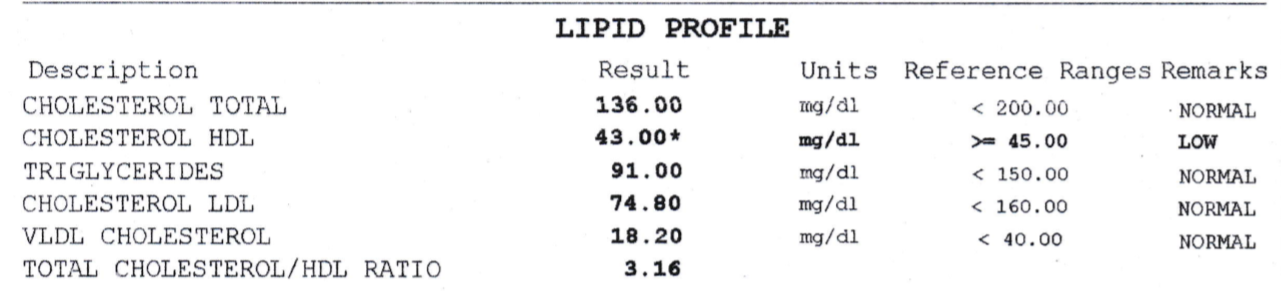 LIPID PROFILE
Description Result Units Reference Ranges Remarks
CHOLESTEROL TOTAL 136.00 mg/dl < 200.00 NORMAL
CHOLESTEROL HDL 43.00* mg/dl >= 45.00 LOW
TRIGLYCERIDES 91.00 mg/dl < 150.00 NORMAL
CHOLESTEROL LDL 74.80 mg/dl < 160.00 NORMAL
VLDL CHOLESTEROL 18.20 mg/dl < 40.00 NORMAL
TOTAL CHOLESTEROL/HDL RATIO 3.16